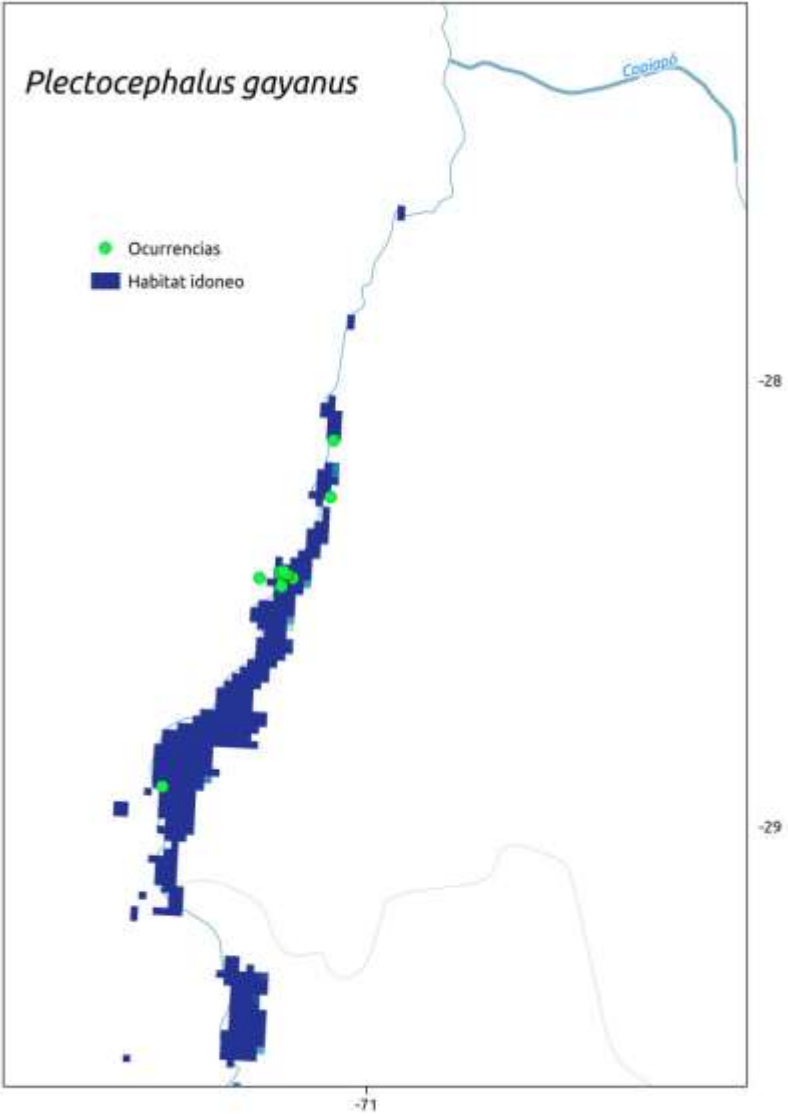 Plectocephalus gayanus
Copiapó
Ocurrencias
Habitat idoneo
-28
-29
-71